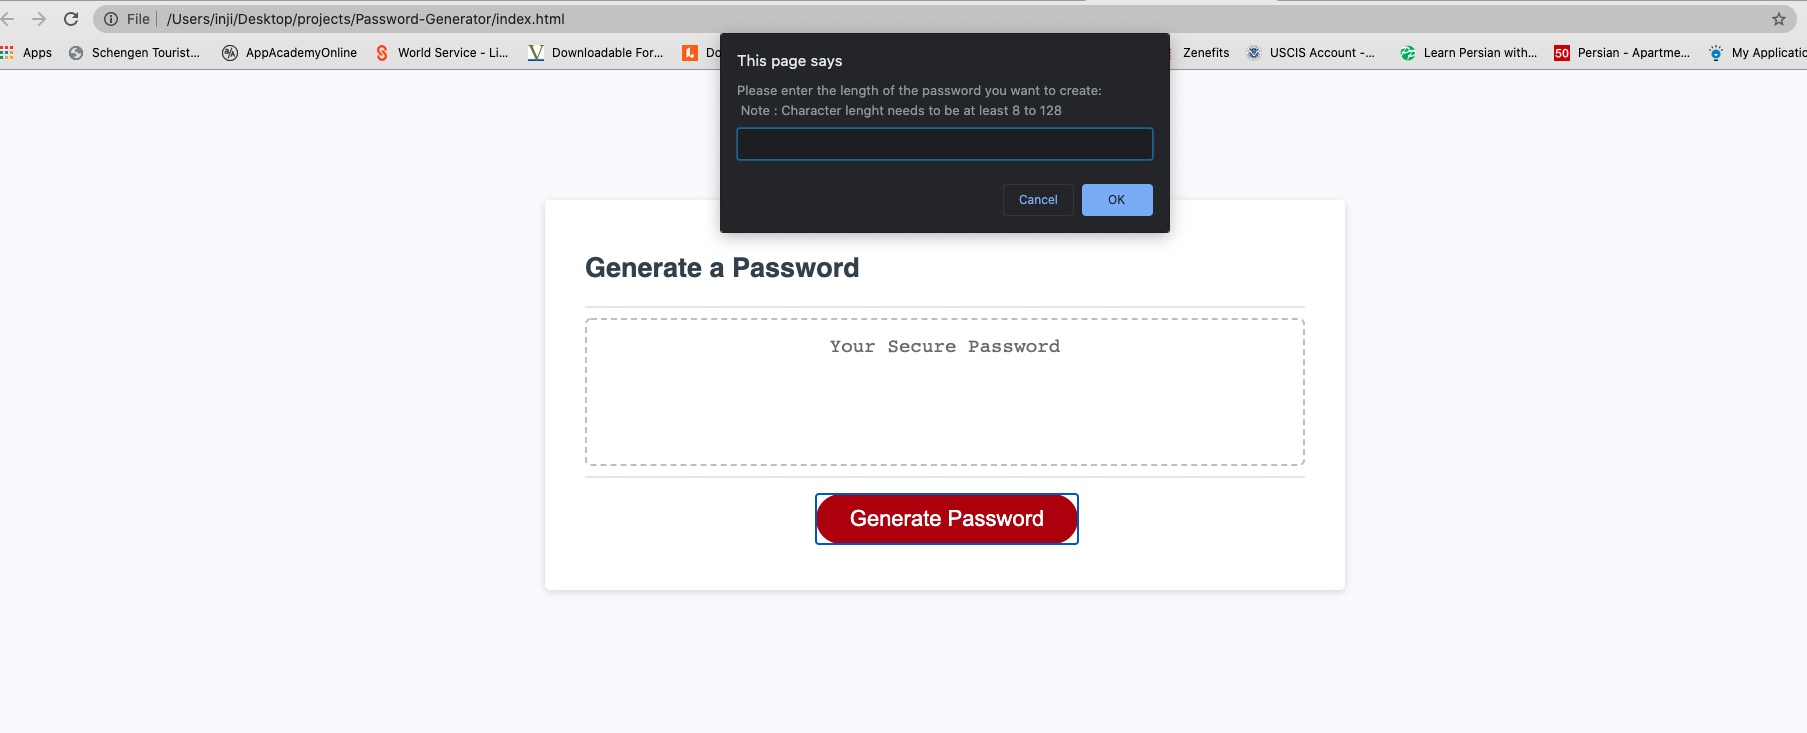 File /Users/inji/Desktop/projects/Password-Generator/index.html
Apps Schengen Tourist... AppAcademyOnline World Service - Li... Downloadable For... Zenefits USCIS Account -... Learn Persian with... 50 Persian - Apartme... My Applicatio
This page says
Please enter the length of the password you want to create:
Note : Character lenght needs to be at least 8 to 128
Cancel OK
Generate a Password
Your Secure Password
Generate Password